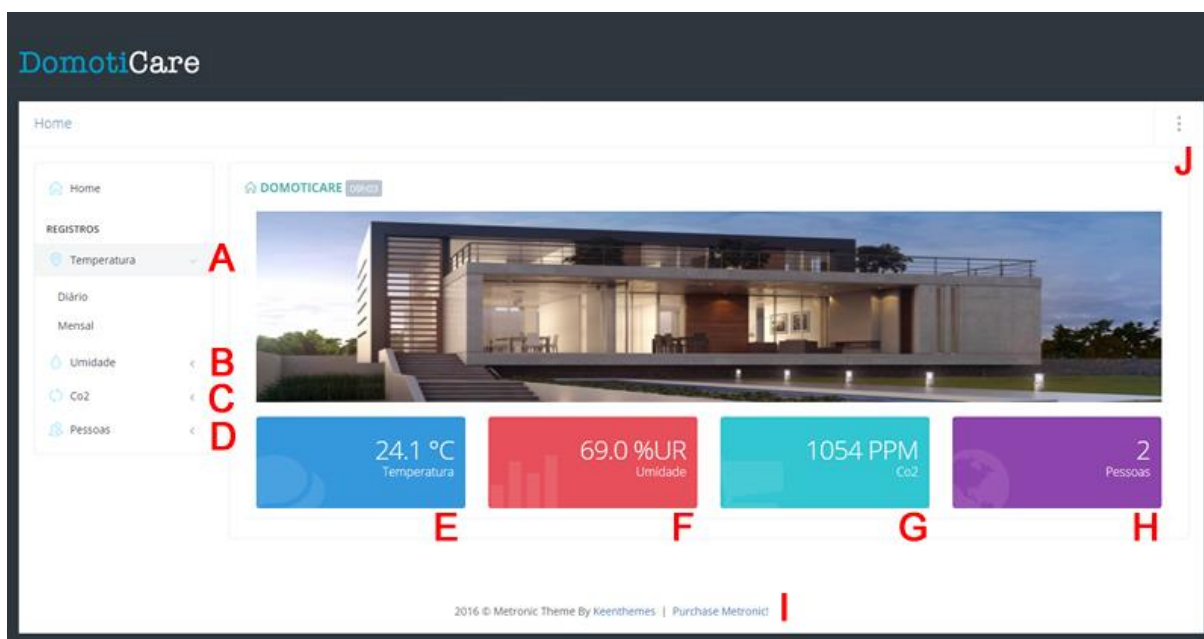 DomotiCare
Home
J
Home
DOMOTICARE
REGISTROS
Temperatura A
Diário
Mensal
Umidade B
Co2 C
Pessoas D
24.1 °C
Temperatura
69.0 %UR
Umidade
1054 PPM
Co2
2
Pessoas
E F G H
2016 © Metronic Theme By Keenthemes | Purchase Metronic! I